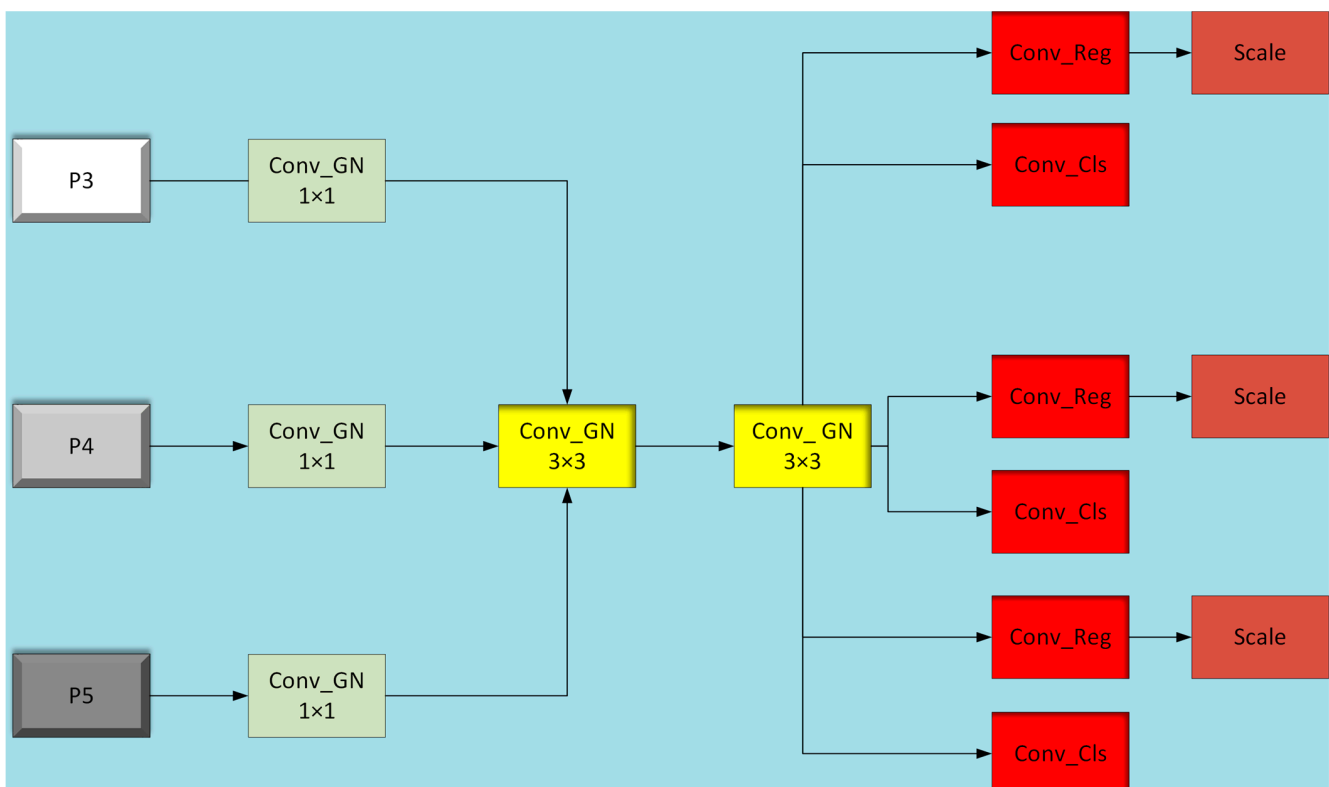 Conv_Reg
Scale
Conv_Cls
P3
Conv_GN
1×1
Conv_Reg
Scale
P4
Conv_GN
1×1
Conv_GN
3×3
Conv_ GN
3×3
Conv_Cls
Conv_Reg
Scale
P5
Conv_GN
1×1
Conv_Cls